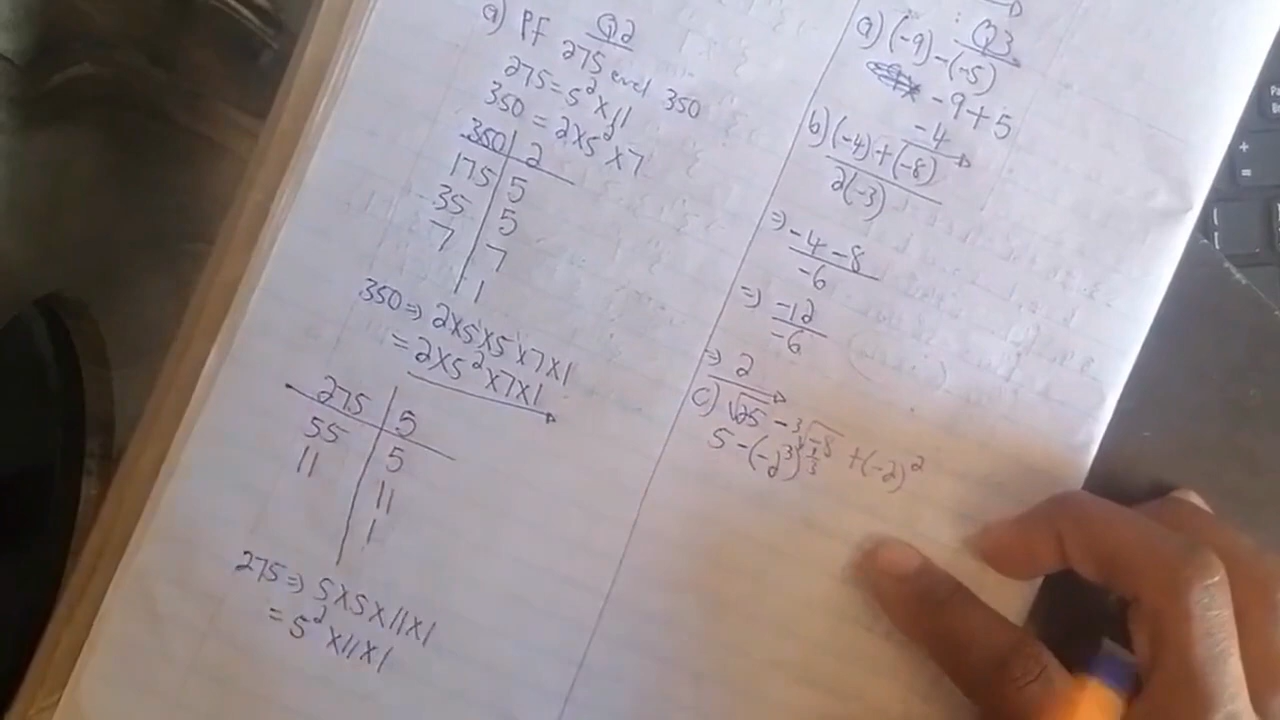 Q2
a) PF 275 and 350
275 = 5² × 11
350 = 2 × 5² × 7
350 | 2
175 | 5
35 | 5
7 | 7
| 1
350 ⇒ 2×5×5×7×1
= 2×5²×7×1
275 | 5
55 | 5
11 | 11
| 1
275 ⇒ 5×5×11×1
= 5²×11×1
Q3
a) (-9) - (-5)
-9 + 5
-4
b) (-4) + (-8)
2(-3)
⇒ -4 -8
-6
⇒ -12
-6
⇒ 2
c) √25 - ³√-8 + (-2)²
5 - (-2³)^1/3